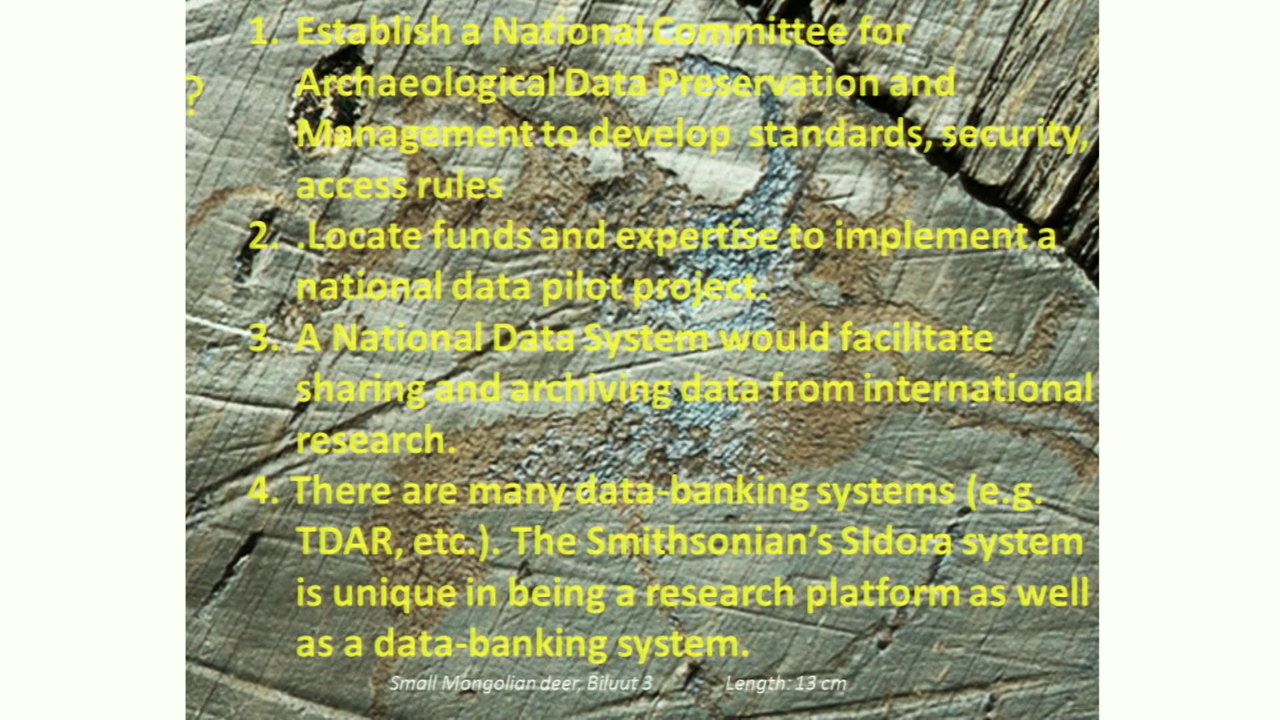 1. Establish a National Committee for
Archaeological Data Preservation and
?
Management to develop standards, security,
access rules
2. .Locate funds and expertise to implement a
national data pilot project.
3. A National Data System would facilitate
sharing and archiving data from international
research.
4. There are many data-banking systems (e.g.
TDAR, etc.). The Smithsonian’s SIdora system
is unique in being a research platform as well
as a data-banking system.
Small Mongolian deer, Biluut 3 Length: 13 cm